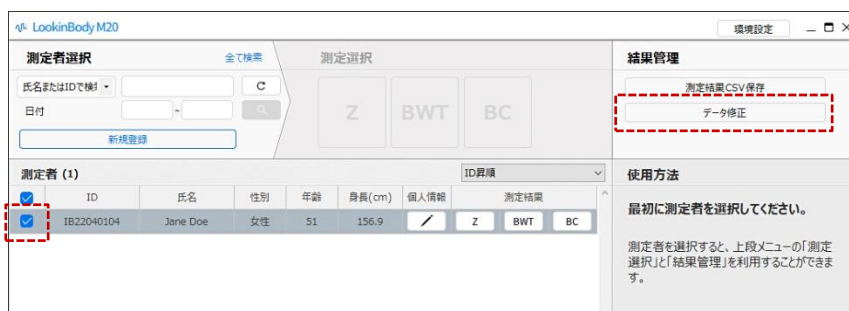 LookinBody M20
環境設定
測定者選択
全て検索
測定選択
結果管理
氏名またはIDで検
日付
~
新規登録
Z
BWT
BC
測定結果CSV保存
データ修正
測定者 (1)
ID昇順
ID
氏名
性別
年齢
身長(cm)
個人情報
測定結果
IB22040104
Jane Doe
女性
51
156.9
Z
BWT
BC
使用方法
最初に測定者を選択してください。
測定者を選択すると、上段メニューの「測定
選択」と「結果管理」を利用することができま
す。